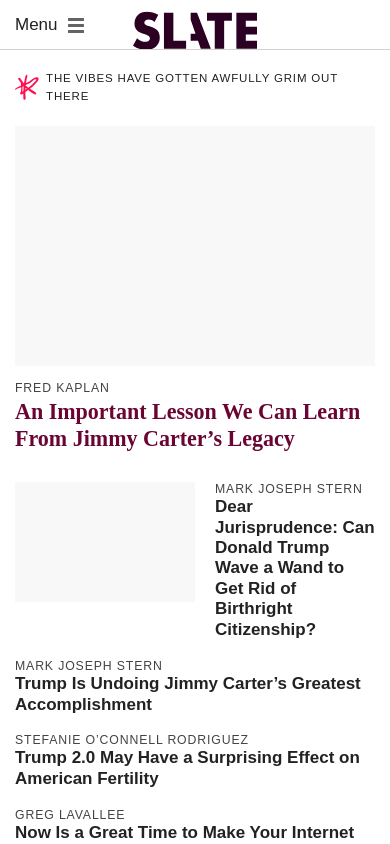 Menu
SLATE
THE VIBES HAVE GOTTEN AWFULLY GRIM OUT
THERE
FRED KAPLAN
An Important Lesson We Can Learn
From Jimmy Carter’s Legacy
MARK JOSEPH STERN
Dear
Jurisprudence: Can
Donald Trump
Wave a Wand to
Get Rid of
Birthright
Citizenship?
MARK JOSEPH STERN
Trump Is Undoing Jimmy Carter’s Greatest
Accomplishment
STEFANIE O’CONNELL RODRIGUEZ
Trump 2.0 May Have a Surprising Effect on
American Fertility
GREG LAVALLEE
Now Is a Great Time to Make Your Internet